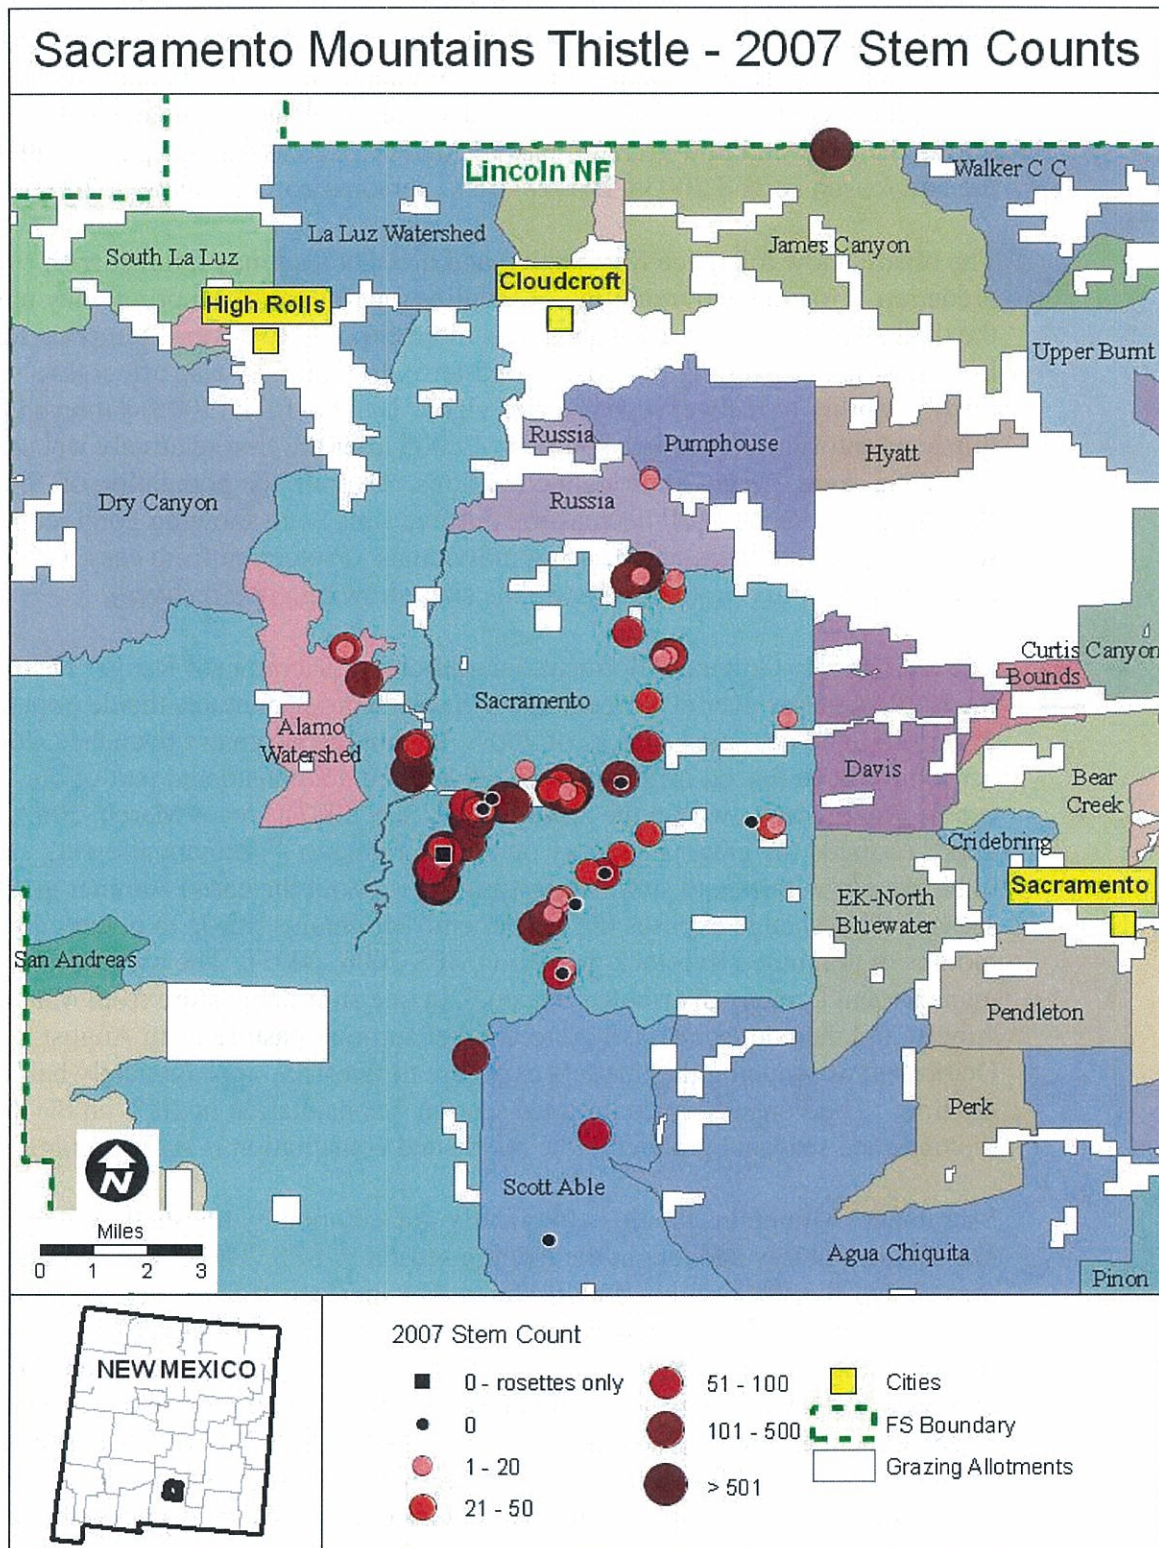 Sacramento Mountains Thistle - 2007 Stem Counts
Lincoln NF
Walker C C
La Luz Watershed
James Canyon
South La Luz
Cloudcroft
High Rolls
Upper Burnt
Russia
Pumphouse
Hyatt
Dry Canyon
Russia
Curtis Canyon
Bounds
Sacramento
Alamo
Watershed
Davis
Bear
Creek
Cridebring
Sacramento
EK-North
Bluewater
San Andreas
Pendleton
Perk
Scott Able
Agua Chiquita
Pinon
N
Miles
0 1 2 3
NEW MEXICO
2007 Stem Count
0 - rosettes only
0
1 - 20
21 - 50
51 - 100
101 - 500
> 501
Cities
FS Boundary
Grazing Allotments